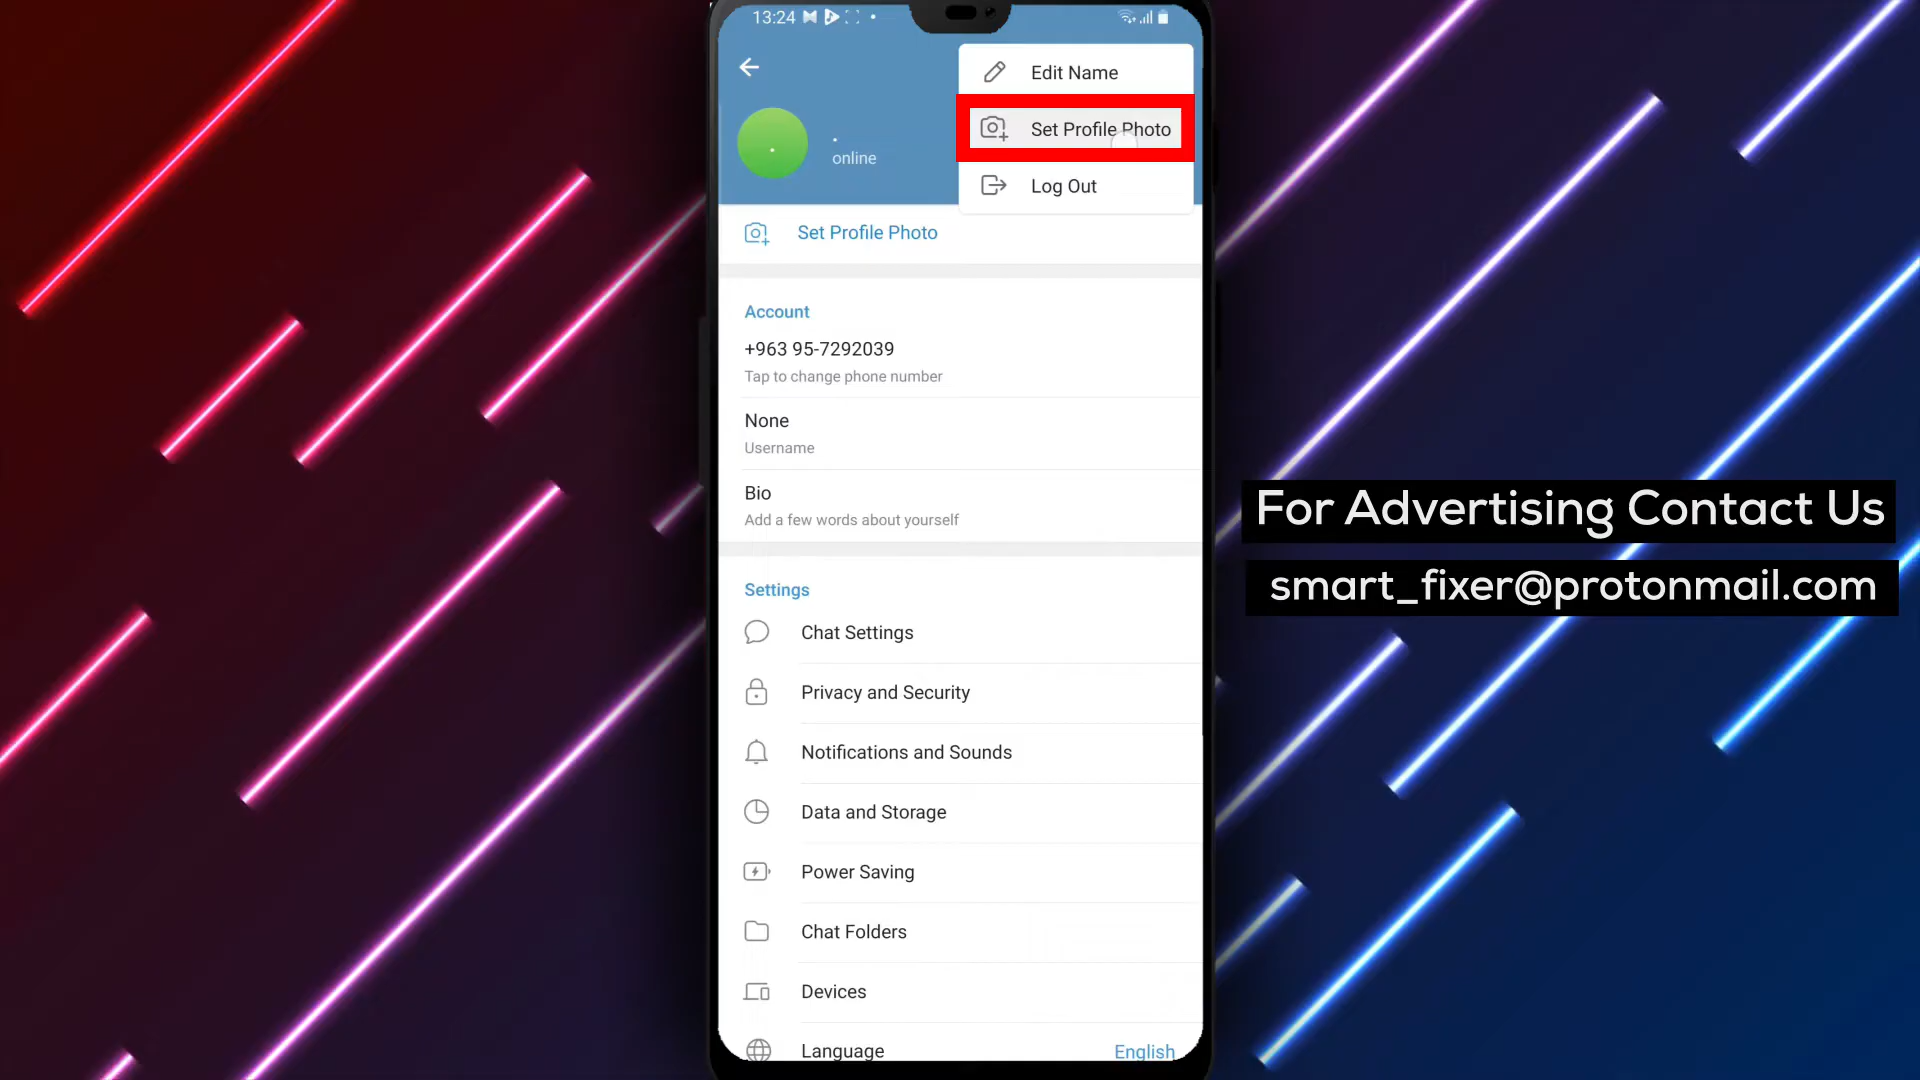 13:24
Edit Name
Set Profile Photo
Log Out
.
.
online
Set Profile Photo
Account
+963 95-7292039
Tap to change phone number
None
Username
Bio
Add a few words about yourself
Settings
Chat Settings
Privacy and Security
Notifications and Sounds
Data and Storage
Power Saving
Chat Folders
Devices
Language English
For Advertising Contact Us
smart_fixer@protonmail.com